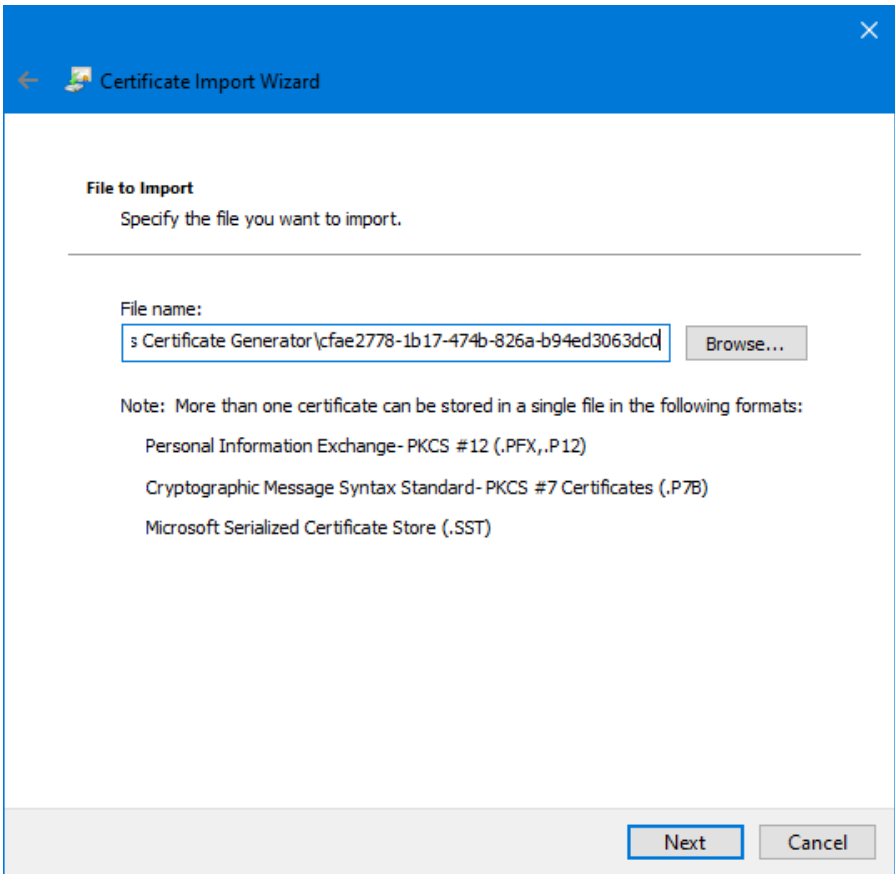 Certificate Import Wizard
File to Import
Specify the file you want to import.
File name:
s Certificate Generator\cfae2778-1b17-474b-826a-b94ed3063dc0
Browse...
Note: More than one certificate can be stored in a single file in the following formats:
Personal Information Exchange- PKCS #12 (.PFX,.P12)
Cryptographic Message Syntax Standard- PKCS #7 Certificates (.P7B)
Microsoft Serialized Certificate Store (.SST)
Next
Cancel